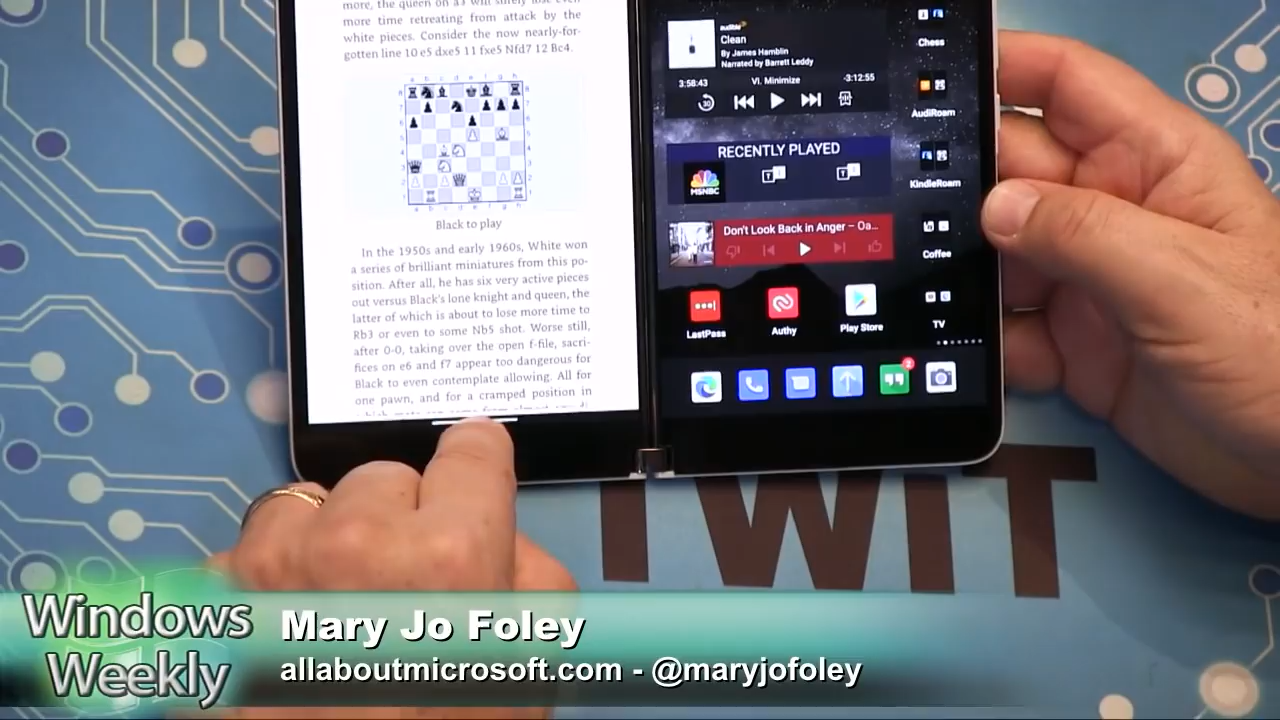 more, the queen on a3 will surely lose even
more time retreating from attack by the
white pieces. Consider the now nearly-for-
gotten line 10 e5 dxe5 11 fxe5 Nfd7 12 Bc4.
Black to play
In the 1950s and early 1960s, White won
a series of brilliant miniatures from this po-
sition. After all, he has six very active pieces
out versus Black's lone knight and queen, the
latter of which is about to lose more time to
Rb3 or even to some Nb5 shot. Worse still,
after 0-0, taking over the open f-file, sacri-
fices on e6 and f7 appear too dangerous for
Black to even contemplate allowing. All for
one pawn, and for a cramped position in
audible
Clean
By James Hamblin
Narrated by Barrett Leddy
3:58:43
VI. Minimize
-3:12:55
30
RECENTLY PLAYED
MSNBC
Don't Look Back in Anger – Oa...
LastPass
Authy
Play Store
Chess
AudiRoam
KindleRoam
Coffee
TV
2
TWIT
Windows
Weekly
Mary Jo Foley
allaboutmicrosoft.com - @maryjofoley